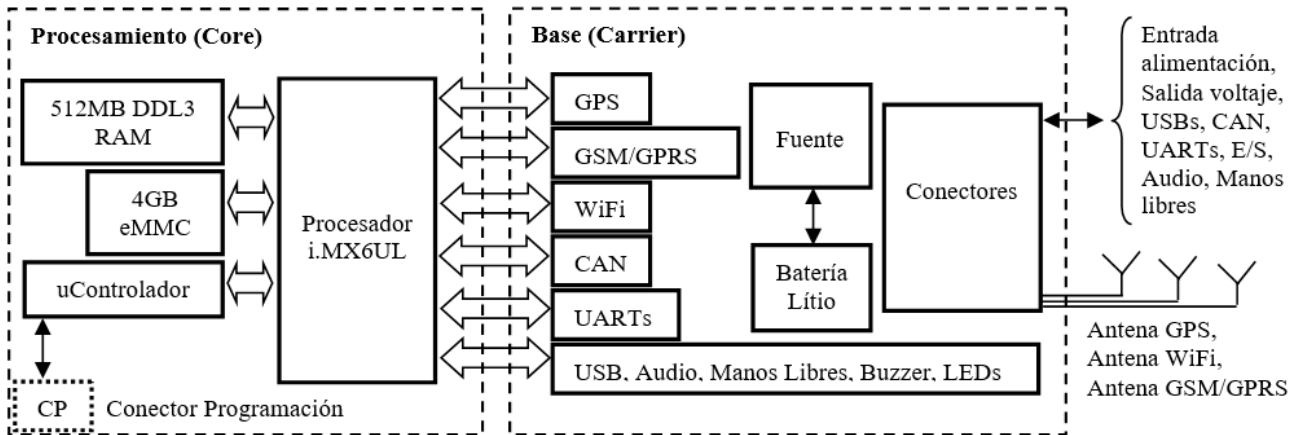 Procesamiento (Core)
512MB DDL3
RAM
4GB
eMMC
uControlador
CP
Conector Programación
Procesador
i.MX6UL
Base (Carrier)
GPS
GSM/GPRS
WiFi
CAN
UARTs
USB, Audio, Manos Libres, Buzzer, LEDs
Fuente
Batería
Lítio
Conectores
Entrada
alimentación,
Salida voltaje,
USBs, CAN,
UARTs, E/S,
Audio, Manos
libres
Antena GPS,
Antena WiFi,
Antena GSM/GPRS